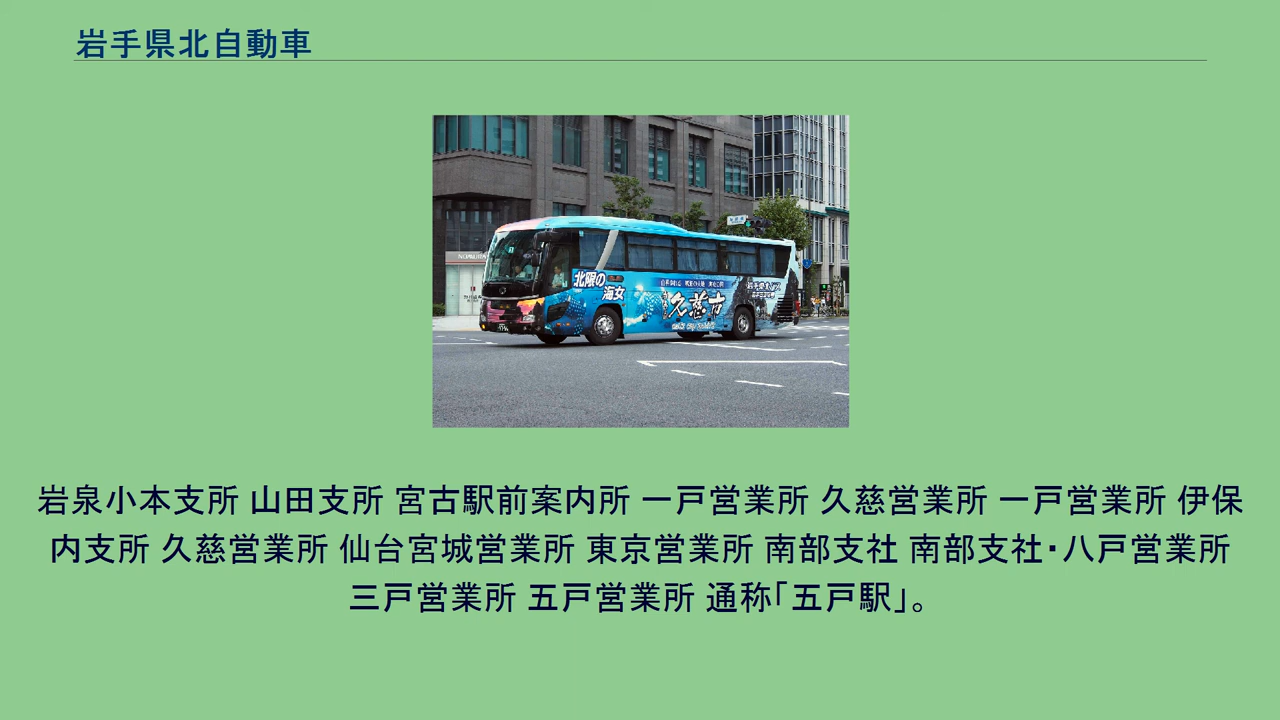 岩手県北自動車
北限の
海女
久慈市
岩泉小本支所 山田支所 宮古駅前案内所 一戸営業所 久慈営業所 一戸営業所 伊保
内支所 久慈営業所 仙台宮城営業所 東京営業所 南部支社 南部支社・八戸営業所
三戸営業所 五戸営業所 通称「五戸駅」。